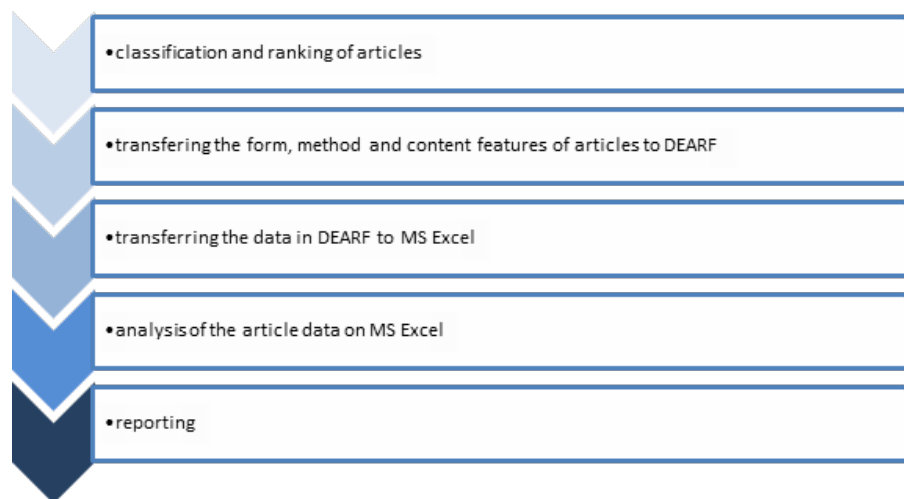 •classification and ranking of articles
•transfering the form, method and content features of articles to DEARF
•transferring the data in DEARF to MS Excel
•analysis of the article data on MS Excel
•reporting